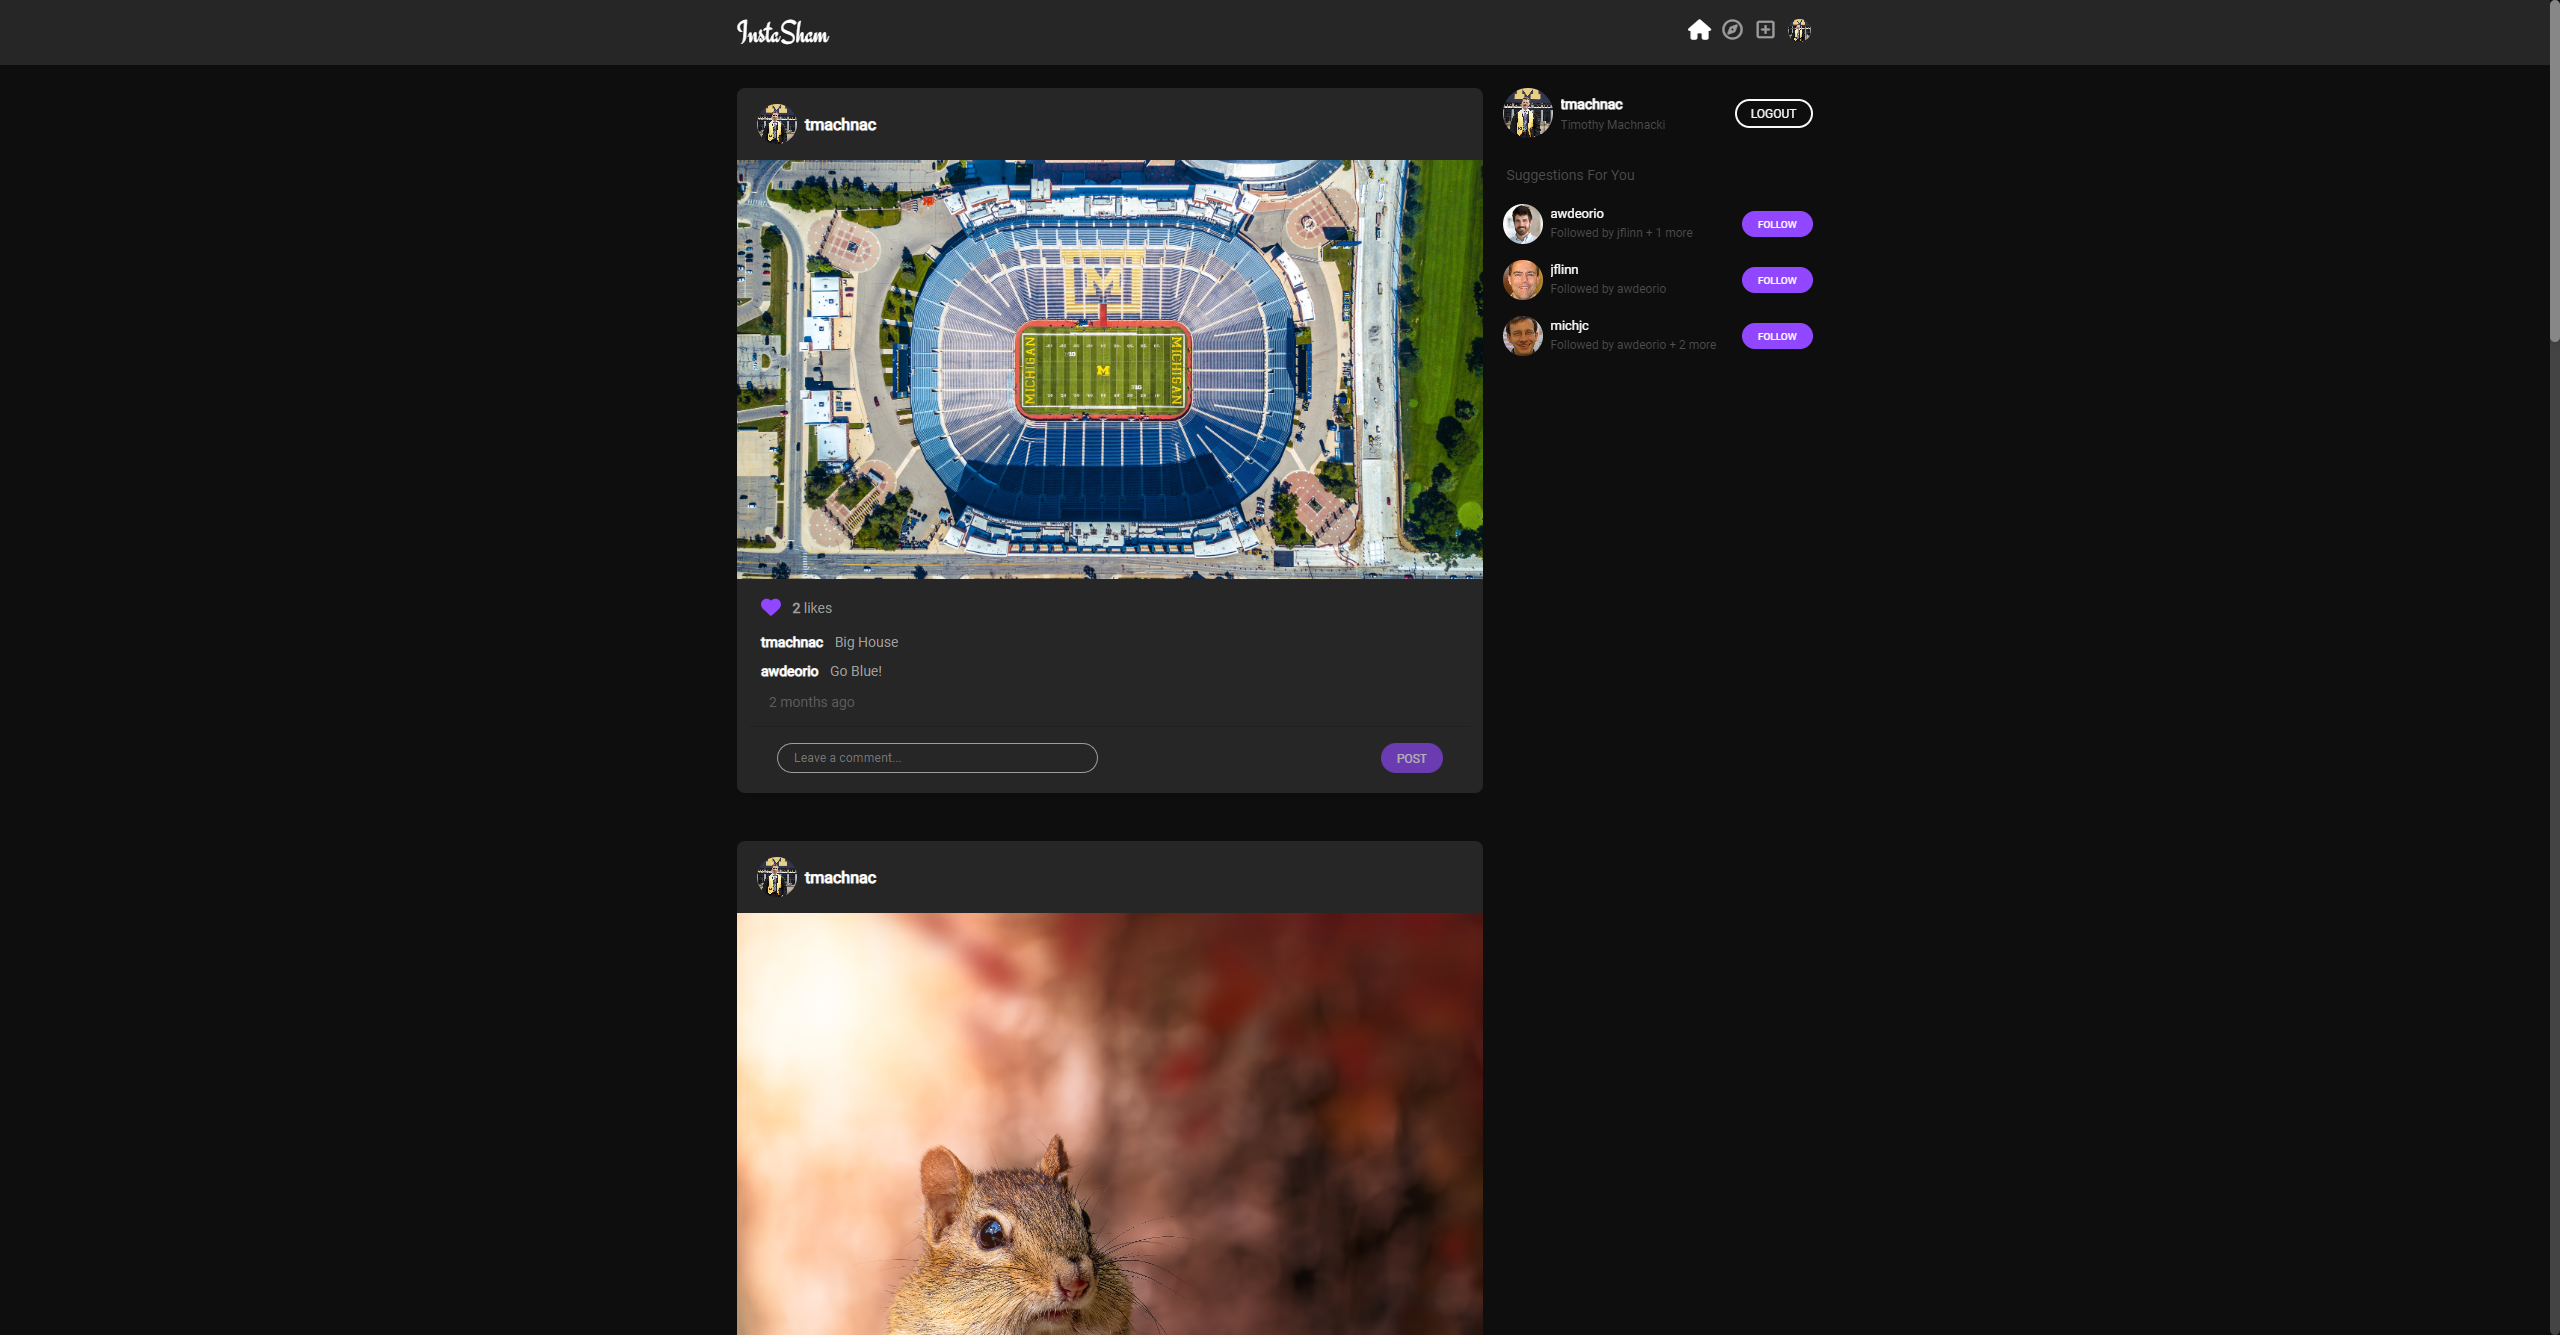 InstaSham
tmachnac
MICHIGAN
M
M
MICHIGAN
2 likes
tmachnac Big House
awdeorio Go Blue!
2 months ago
Leave a comment...
POST
tmachnac
tmachnac
Timothy Machnacki
LOGOUT
Suggestions For You
awdeorio
Followed by jflinn + 1 more
FOLLOW
jflinn
Followed by awdeorio
FOLLOW
michjc
Followed by awdeorio + 2 more
FOLLOW